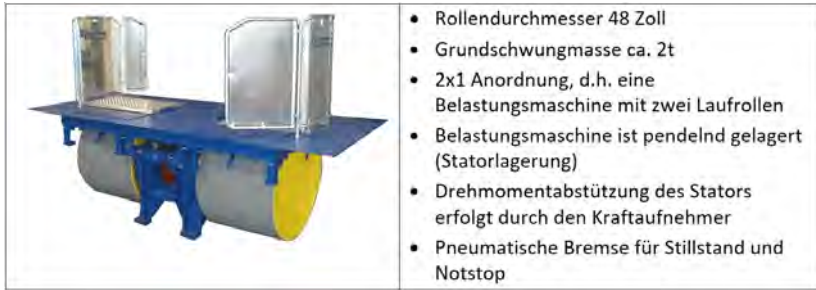 • Rollendurchmesser 48 Zoll
• Grundschwungmasse ca. 2t
• 2x1 Anordnung, d.h. eine
Belastungsmaschine mit zwei Laufrollen
• Belastungsmaschine ist pendelnd gelagert
(Statorlagerung)
• Drehmomentabstützung des Stators
erfolgt durch den Kraftaufnehmer
• Pneumatische Bremse für Stillstand und
Notstop